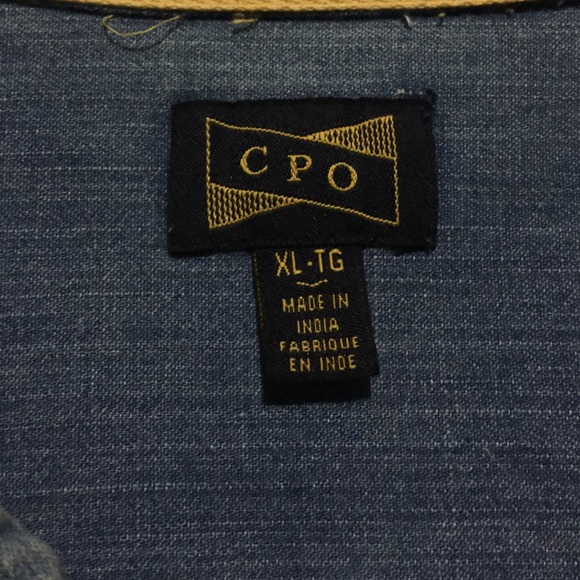 CPO
XL·TG
MADE IN
INDIA
FABRIQUE
EN INDE